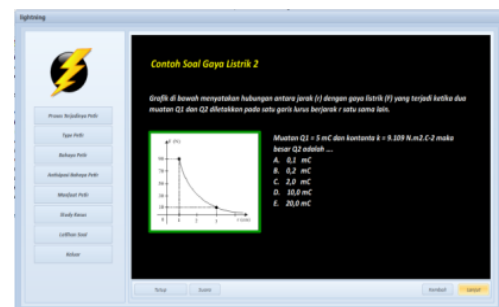 lightning
Contoh Soal Gaya Listrik 2
Grafik di bawah menyatakan hubungan antara jarak (r) dengan gaya listrik (F) yang terjadi ketika dua
muatan Q1 dan Q2 diletakkan pada satu garis lurus berjarak r satu sama lain.
Muatan Q1 = 5 mC dan kontanta k = 9.109 N.m2.C-2 maka
besar Q2 adalah ....
A. 0,1 mC
B. 0,2 mC
C. 2,0 mC
D. 10,0 mC
E. 20,0 mC
Proses Terjadinya Petir
Type Petir
Bahaya Petir
Antisipasi Bahaya Petir
Manfaat Petir
Study Kasus
Latihan Soal
Keluar
Tutup
Suara
Kembali
Lanjut